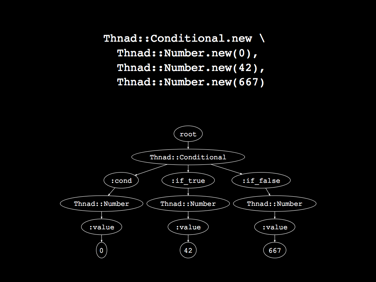 Thnad::Conditional.new \
Thnad::Number.new(0),
Thnad::Number.new(42),
Thnad::Number.new(667)
root
Thnad::Conditional
:cond :if_true :if_false
Thnad::Number Thnad::Number Thnad::Number
:value :value :value
0 42 667